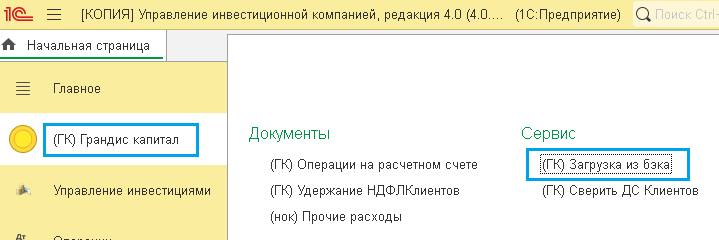 1С [КОПИЯ] Управление инвестиционной компанией, редакция 4.0 (4.0.... (1С:Предприятие) Поиск Ctrl-
Начальная страница
Главное
(ГК) Грандис капитал
Управление инвестициями
Документы
(ГК) Операции на расчетном счете
(ГК) Удержание НДФЛКлиентов
(нок) Прочие расходы
Сервис
(ГК) Загрузка из бэка
(ГК) Сверить ДС Клиентов